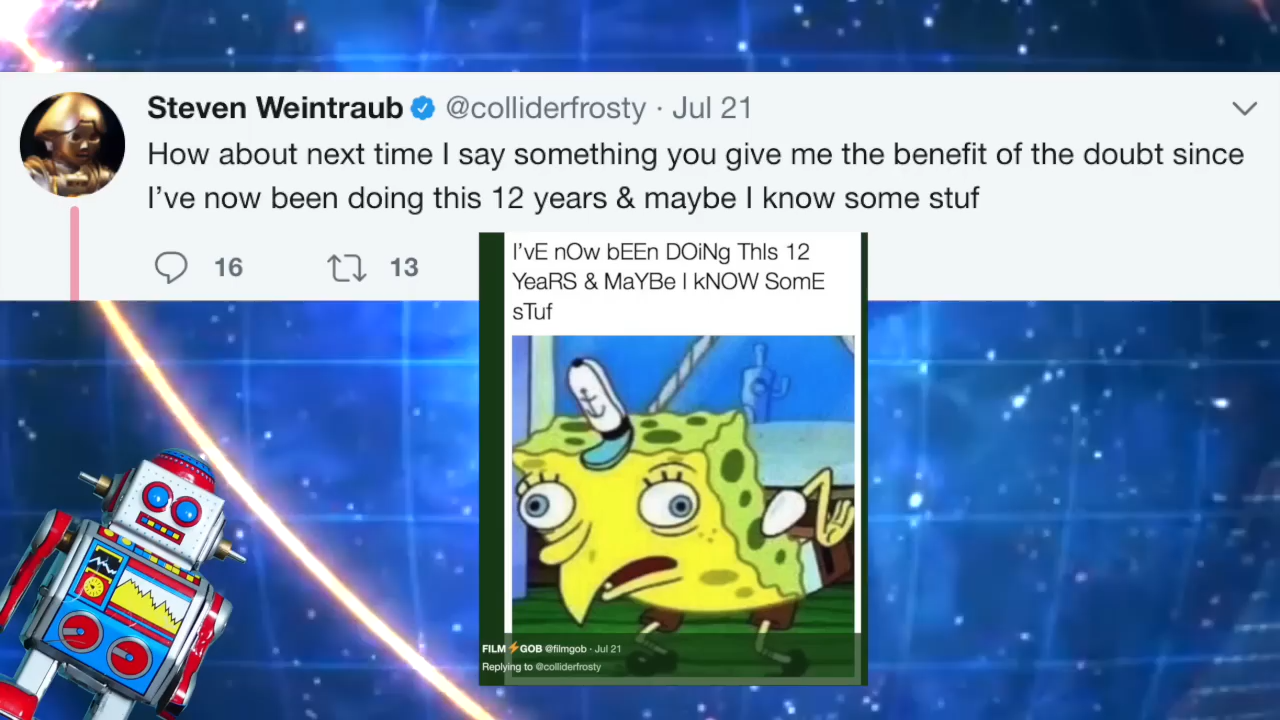 Steven Weintraub @colliderfrosty · Jul 21
How about next time I say something you give me the benefit of the doubt since
I’ve now been doing this 12 years & maybe I know some stuf
16 13
I’vE nOw bEEn DOiNg ThIs 12
YeaRS & MaYBe I kNOW SomE
sTuf
FILM⚡GOB @filmgob · Jul 21
Replying to @colliderfrosty